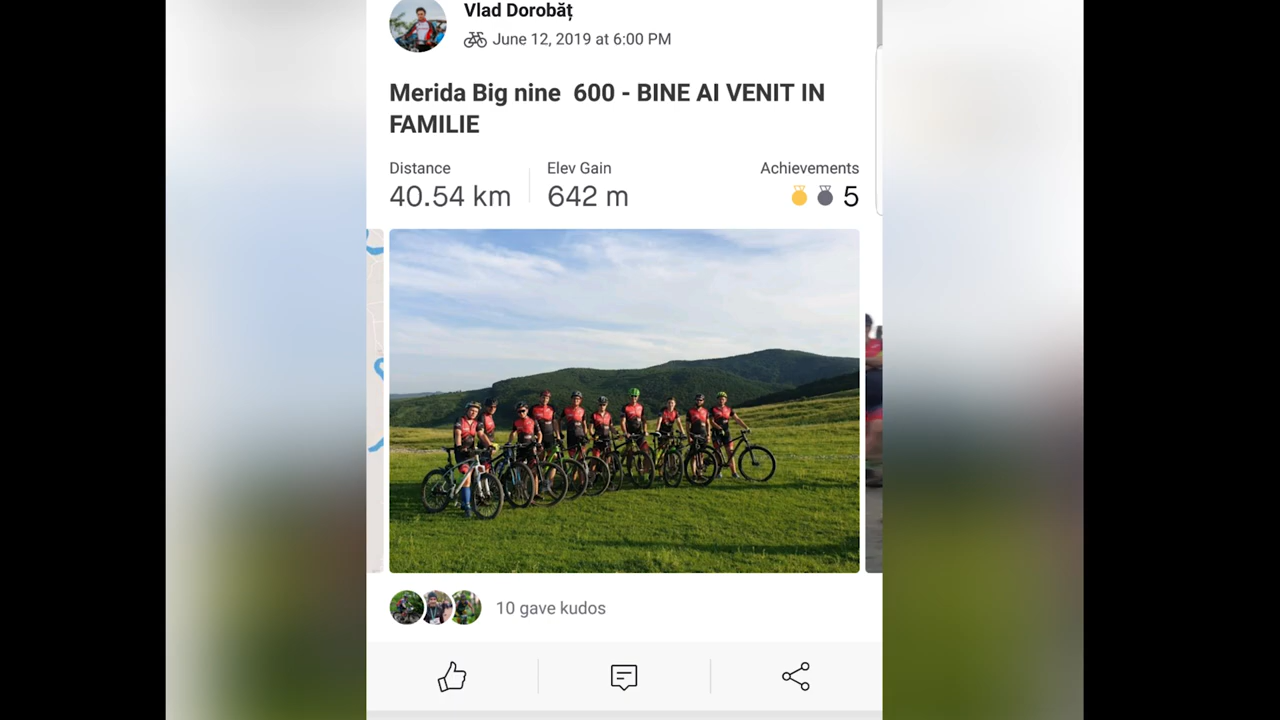 Vlad Dorobăț
June 12, 2019 at 6:00 PM
Merida Big nine 600 - BINE AI VENIT IN
FAMILIE
Distance
40.54 km
Elev Gain
642 m
Achievements
5
10 gave kudos